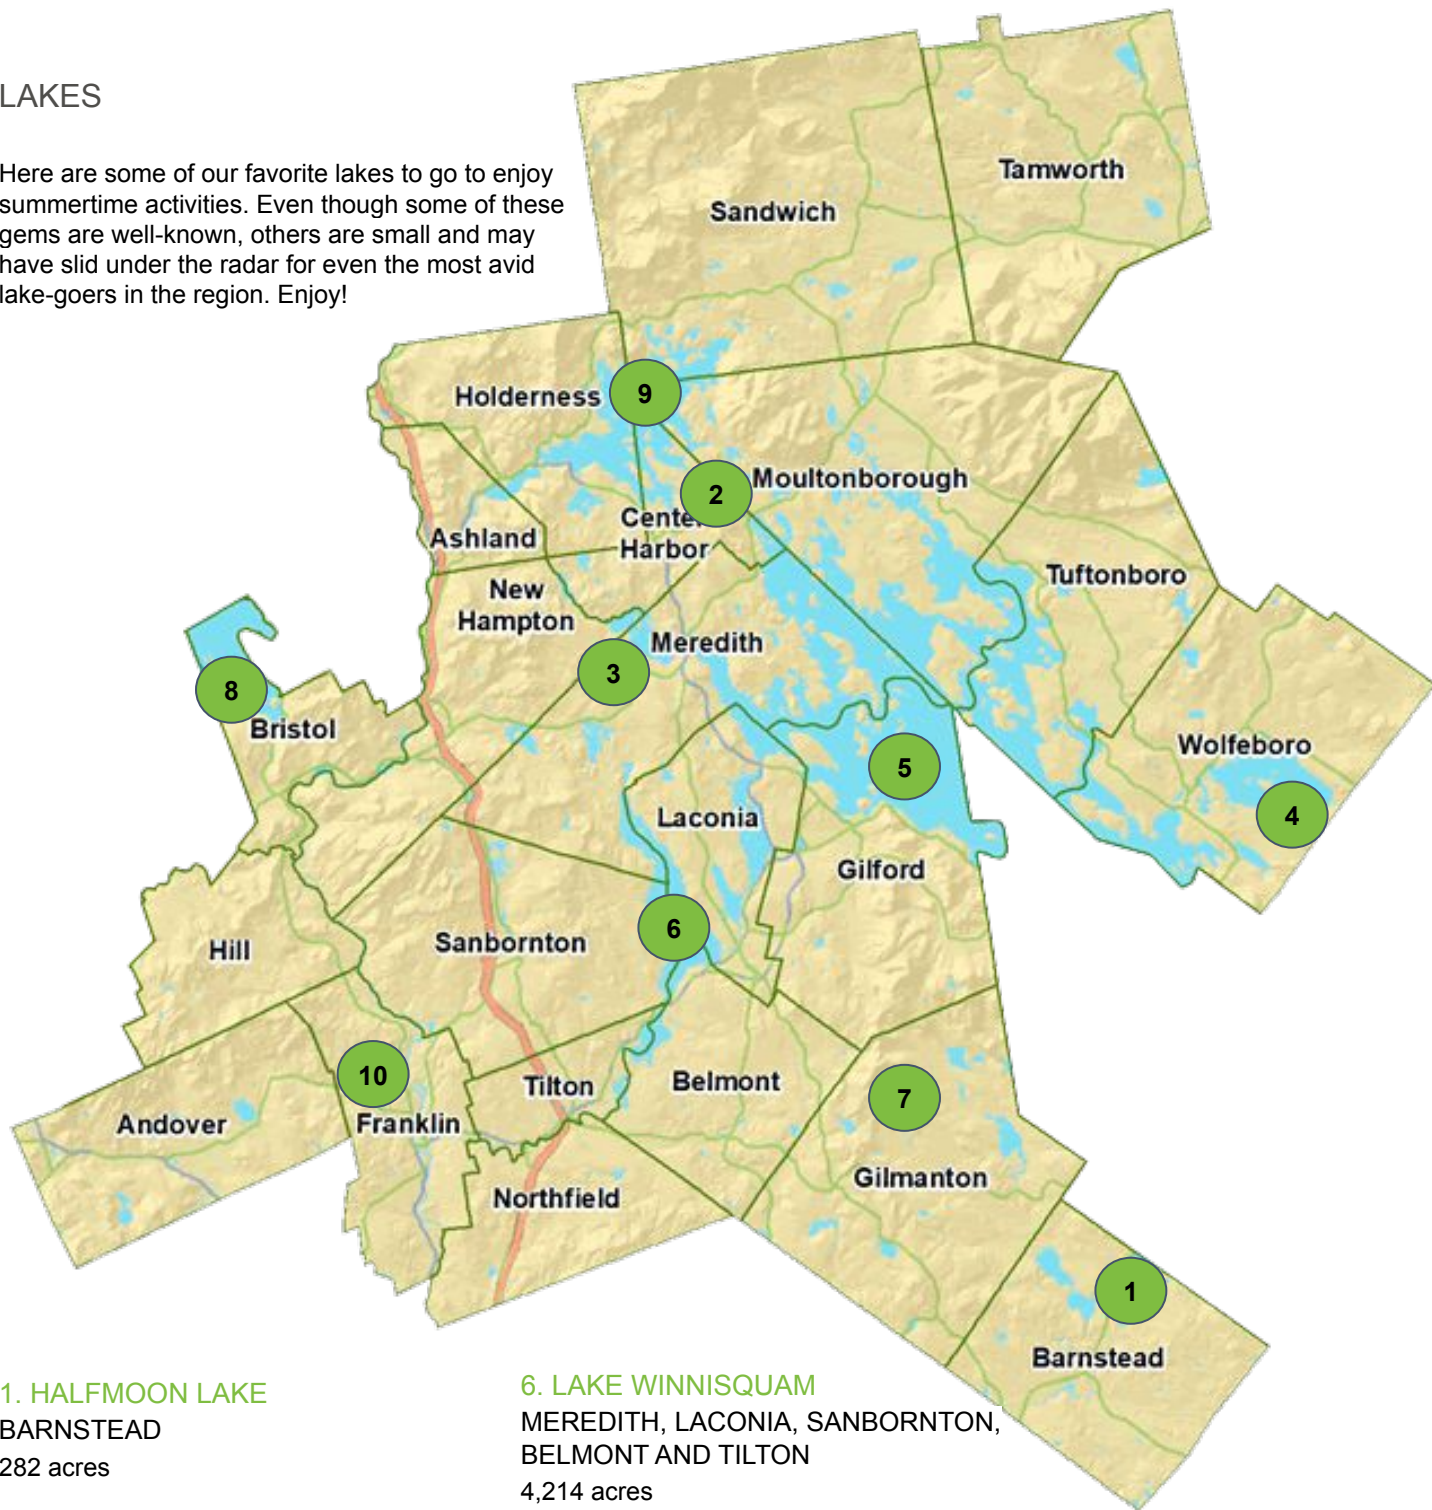 LAKES
Here are some of our favorite lakes to go to enjoy
summertime activities. Even though some of these
gems are well-known, others are small and may
have slid under the radar for even the most avid
lake-goers in the region. Enjoy!
Tamworth
Sandwich
Holderness
9
2
Moultonborough
Center
Harbor
Ashland
New
Hampton
Tuftonboro
Meredith
3
8
Bristol
Wolfeboro
5
4
Laconia
Gilford
6
Sanbornton
Hill
10
Tilton
Belmont
7
Andover
Franklin
Gilmanton
Northfield
1
Barnstead
1. HALFMOON LAKE
BARNSTEAD
282 acres
6. LAKE WINNISQUAM
MEREDITH, LACONIA, SANBORNTON,
BELMONT AND TILTON
4,214 acres